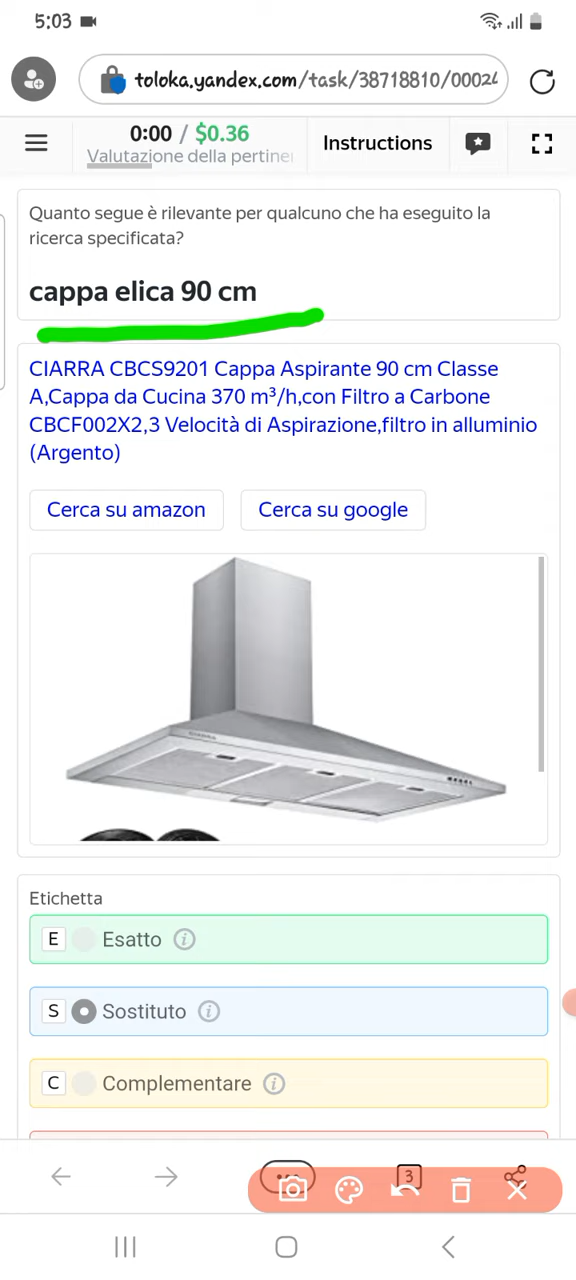 5:03
toloka.yandex.com/task/38718810/0002
0:00 / $0.36
Valutazione della pertine
Instructions
Quanto segue è rilevante per qualcuno che ha eseguito la
ricerca specificata?
cappa elica 90 cm
CIARRA CBCS9201 Cappa Aspirante 90 cm Classe
A,Cappa da Cucina 370 m³/h,con Filtro a Carbone
CBCF002X2,3 Velocità di Aspirazione,filtro in alluminio
(Argento)
Cerca su amazon
Cerca su google
CIARRA
Etichetta
E Esatto
S Sostituto
C Complementare
3